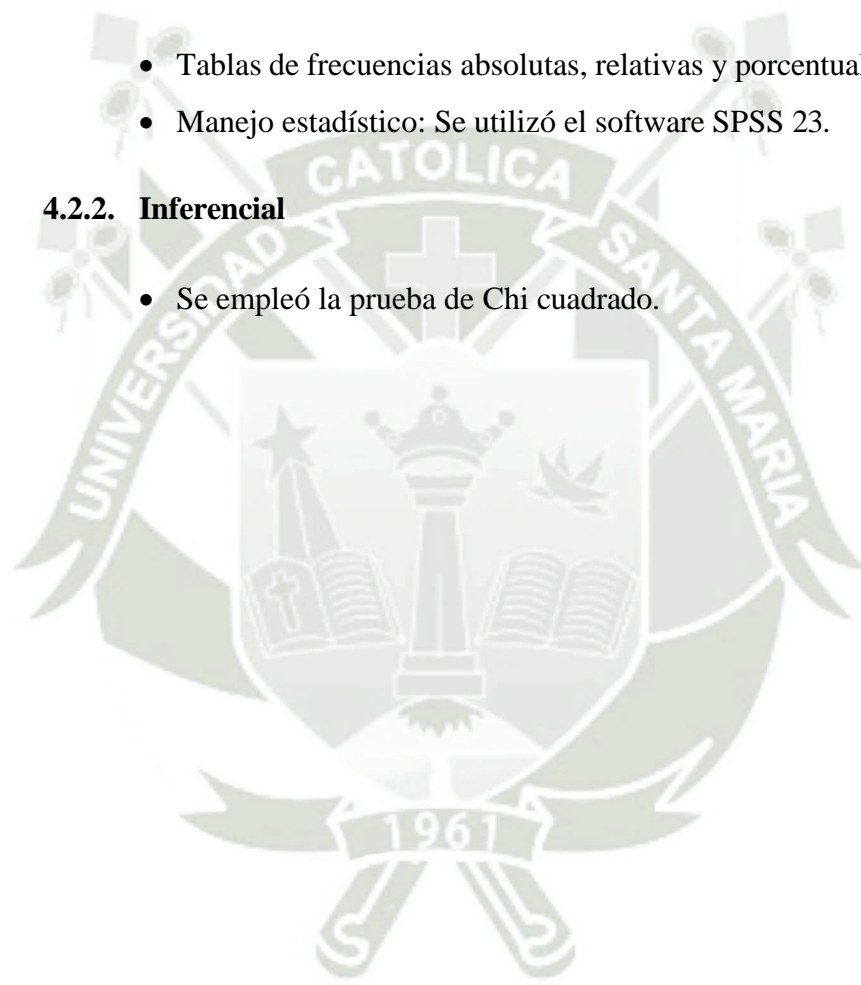 • Tablas de frecuencias absolutas, relativas y porcentual
• Manejo estadístico: Se utilizó el software SPSS 23.
4.2.2. Inferencial
• Se empleó la prueba de Chi cuadrado.
UNIVERSIDAD CATOLICA SANTA MARIA
1961